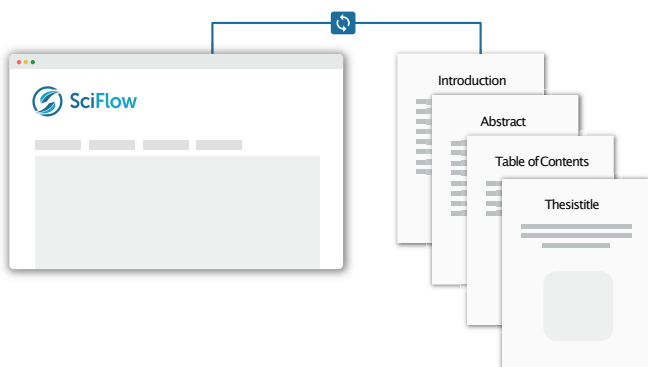 SciFlow
Introduction
Abstract
Table of Contents
Thesistitle